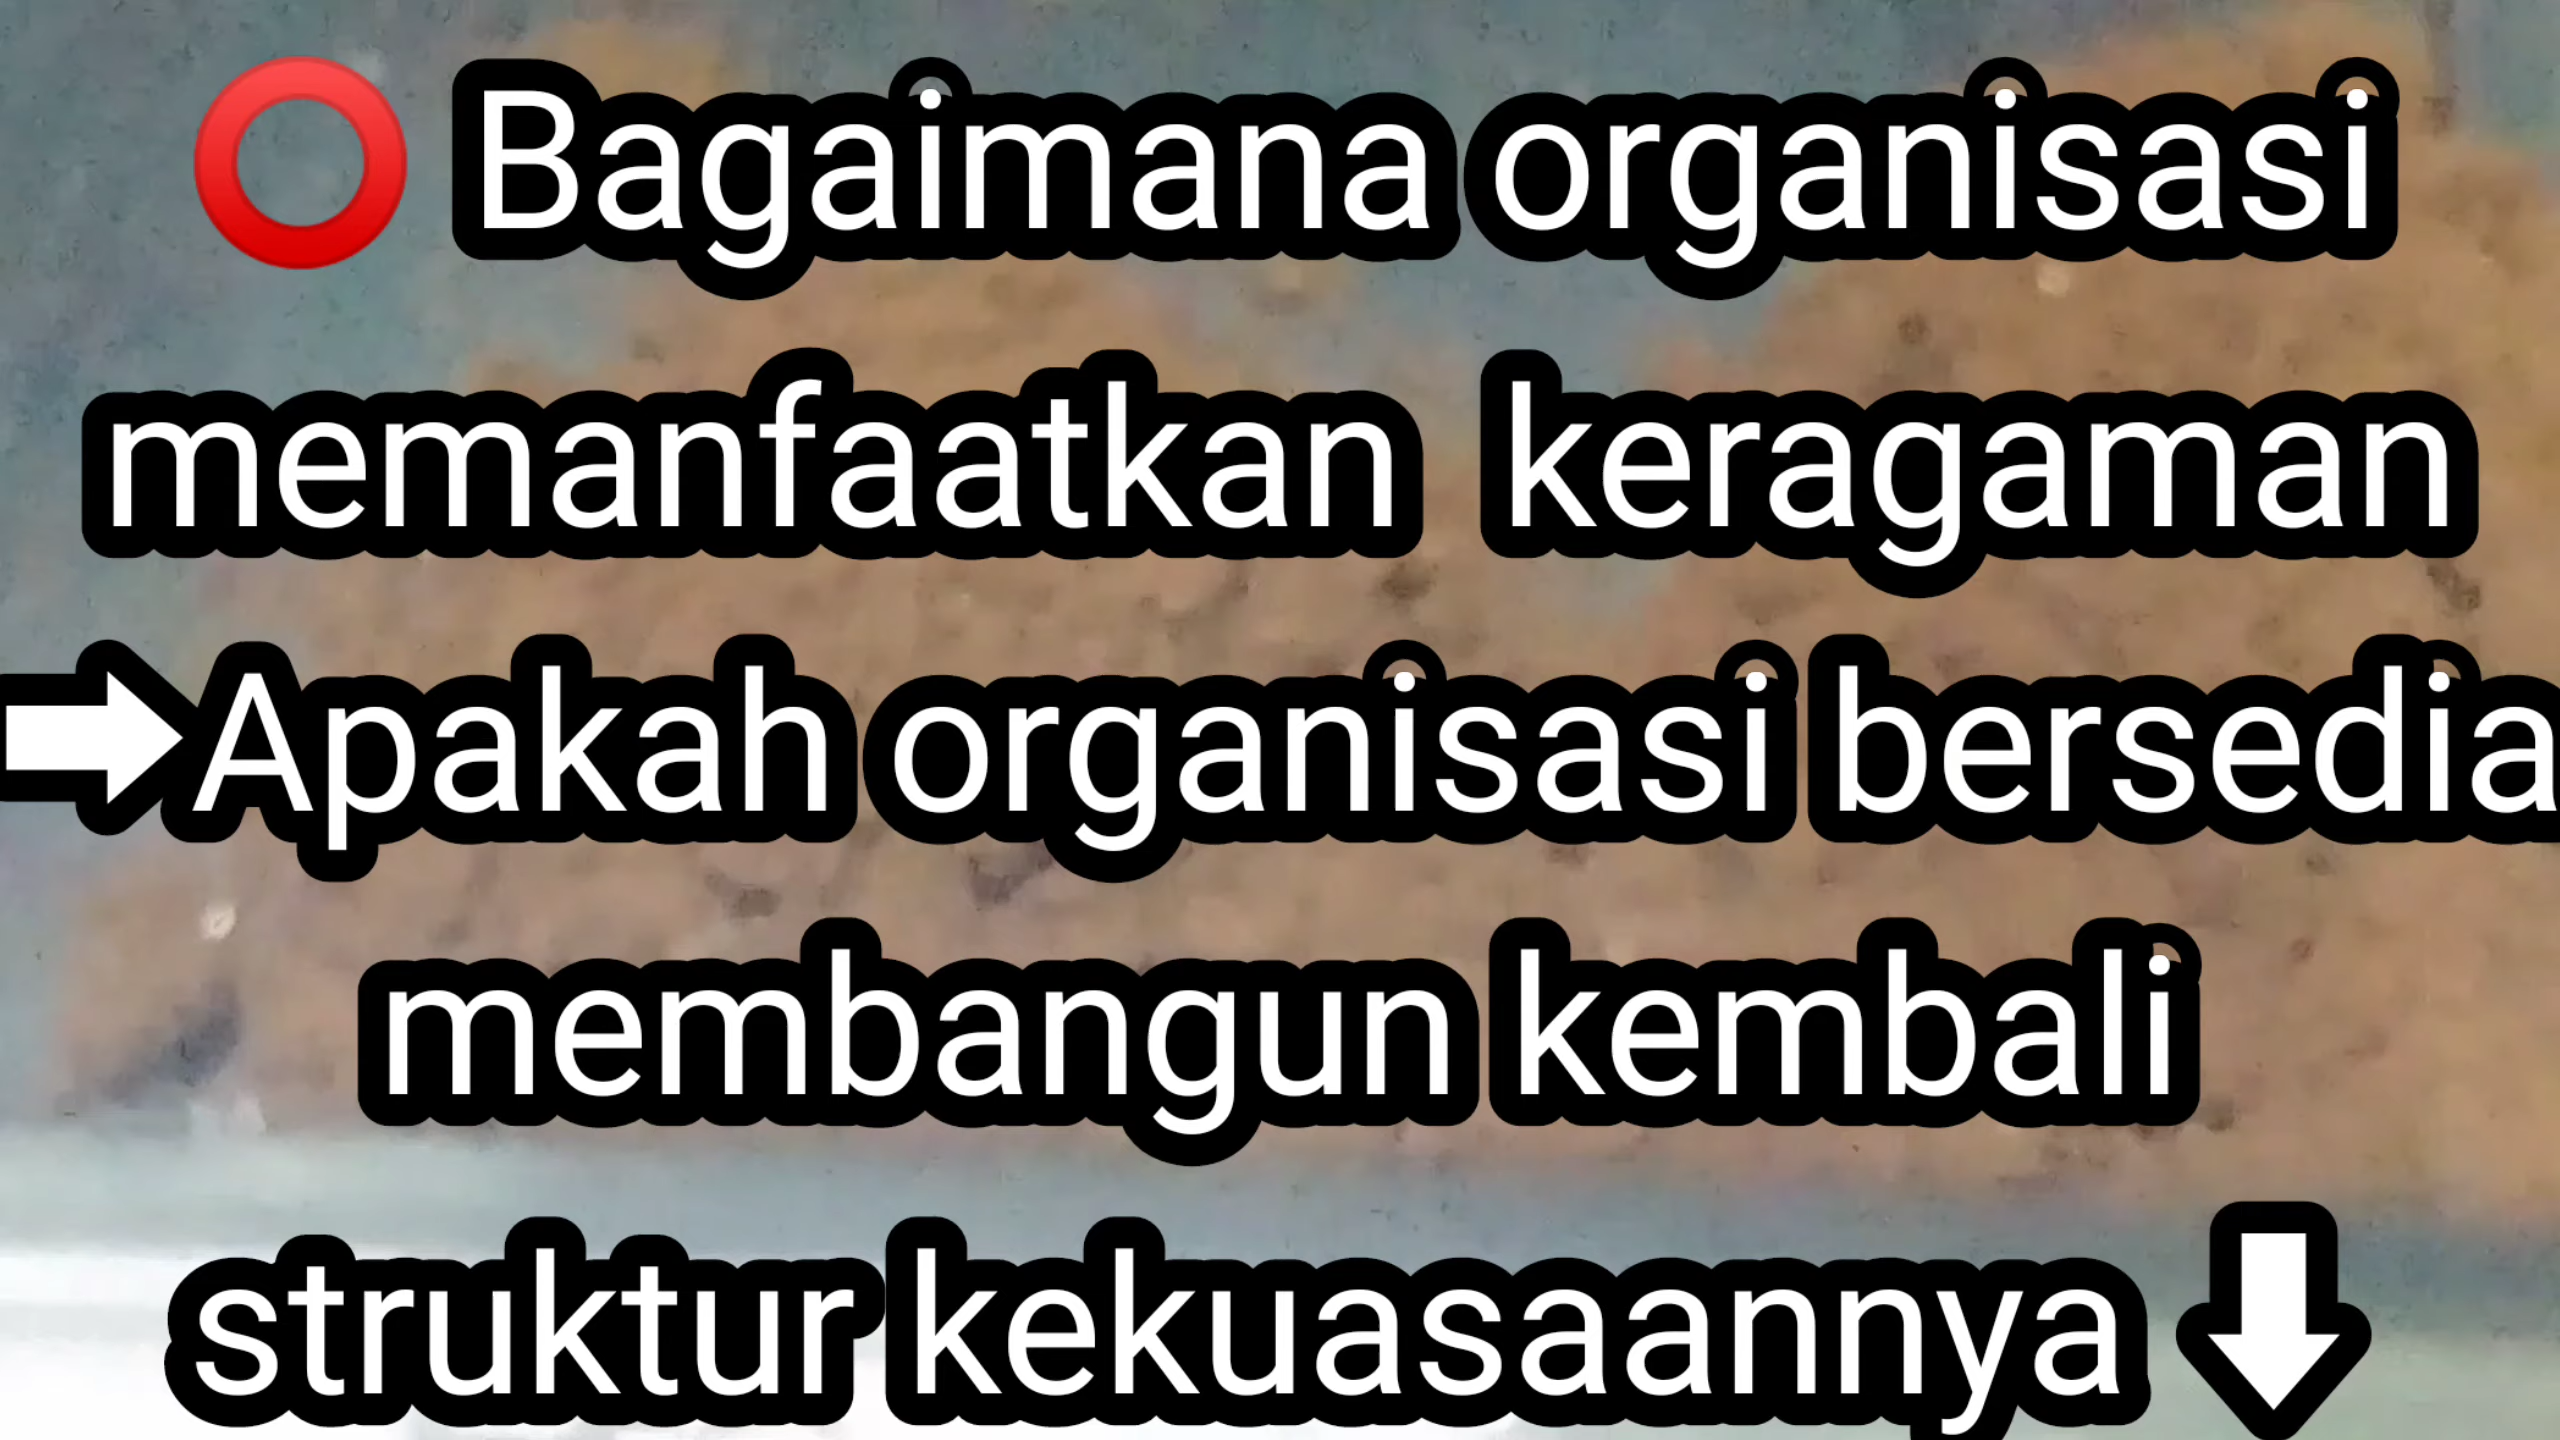 ⭕ Bagaimana organisasi
memanfaatkan keragaman
➡Apakah organisasi bersedia
membangun kembali
struktur kekuasaannya⬇